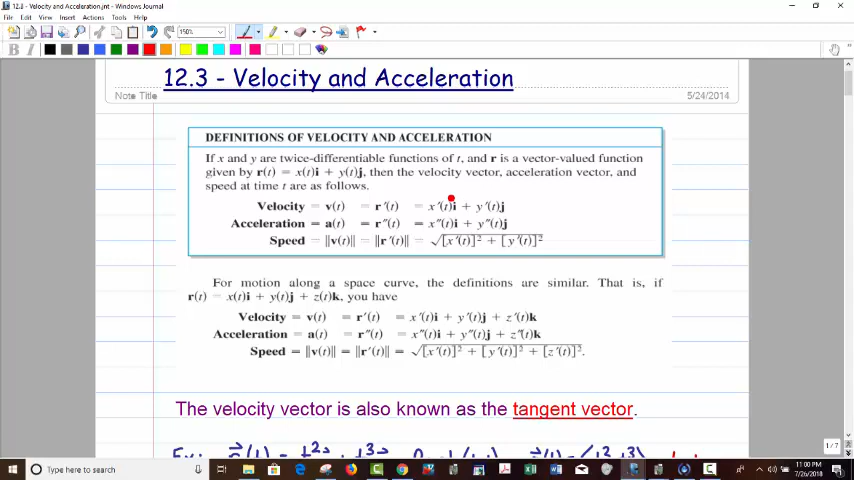 12.3 - Velocity and Acceleration.jnt - Windows Journal
File Edit View Insert Actions Tools Help
150%
B I
12.3 - Velocity and Acceleration
Note Title
5/24/2014
DEFINITIONS OF VELOCITY AND ACCELERATION
If x and y are twice-differentiable functions of t, and r is a vector-valued function
given by r(t) = x(t)i + y(t)j, then the velocity vector, acceleration vector, and
speed at time t are as follows.
Velocity = v(t) = r′(t) = x′(t)i + y′(t)j
Acceleration = a(t) = r″(t) = x″(t)i + y″(t)j
Speed = ||v(t)|| = ||r′(t)|| = √[x′(t)]² + [y′(t)]²
For motion along a space curve, the definitions are similar. That is, if
r(t) = x(t)i + y(t)j + z(t)k, you have
Velocity = v(t) = r′(t) = x′(t)i + y′(t)j + z′(t)k
Acceleration = a(t) = r″(t) = x″(t)i + y″(t)j + z″(t)k
Speed = ||v(t)|| = ||r′(t)|| = √[x′(t)]² + [y′(t)]² + [z′(t)]².
The velocity vector is also known as the tangent vector.
1/7
Type here to search
11:00 PM
7/26/2018